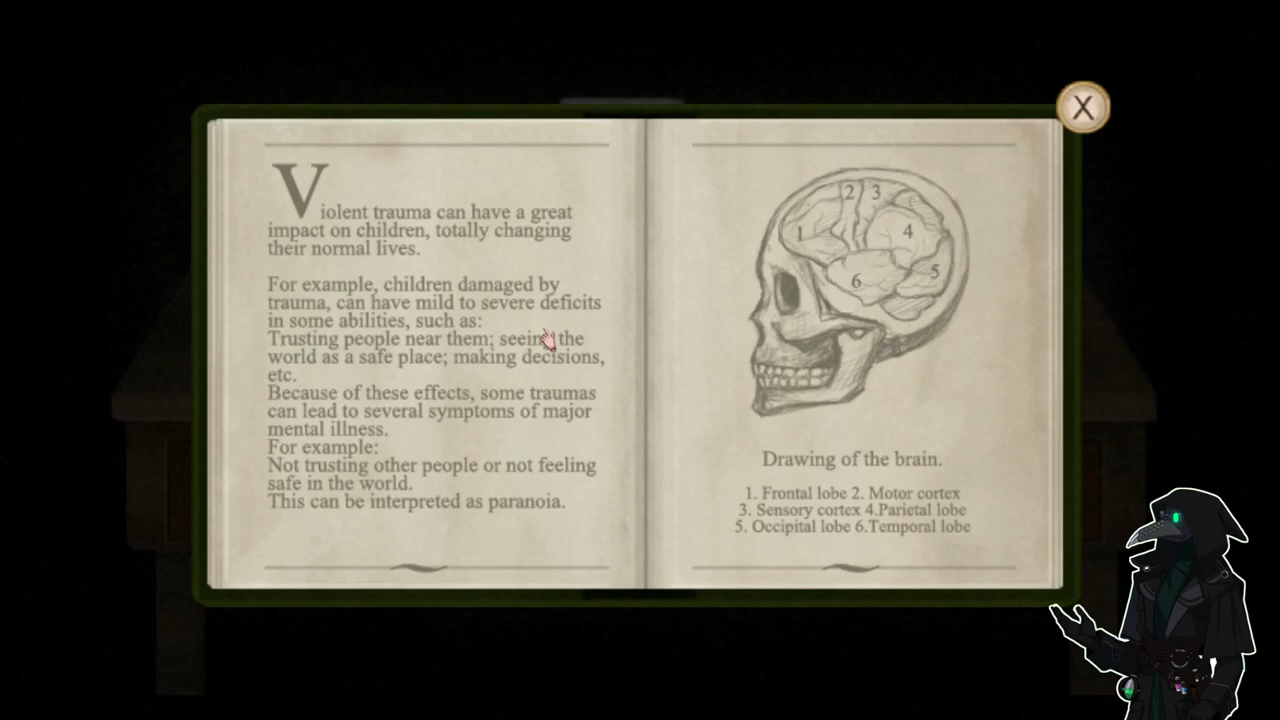 Violent trauma can have a great
impact on children, totally changing
their normal lives.
For example, children damaged by
trauma, can have mild to severe deficits
in some abilities, such as:
Trusting people near them; seeing the
world as a safe place; making decisions,
etc.
Because of these effects, some traumas
can lead to several symptoms of major
mental illness.
For example:
Not trusting other people or not feeling
safe in the world.
This can be interpreted as paranoia.
X
1
2
3
4
5
6
Drawing of the brain.
1. Frontal lobe 2. Motor cortex
3. Sensory cortex 4.Parietal lobe
5. Occipital lobe 6.Temporal lobe